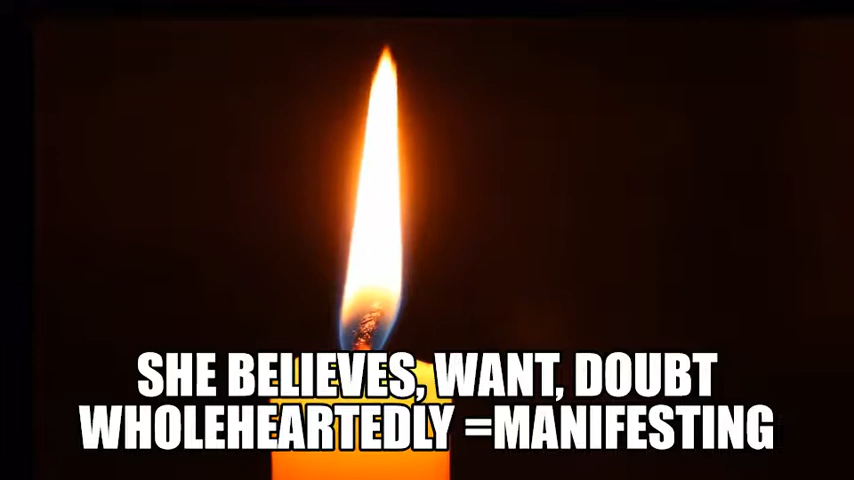 SHE BELIEVES, WANT, DOUBT
WHOLEHEARTEDLY =MANIFESTING